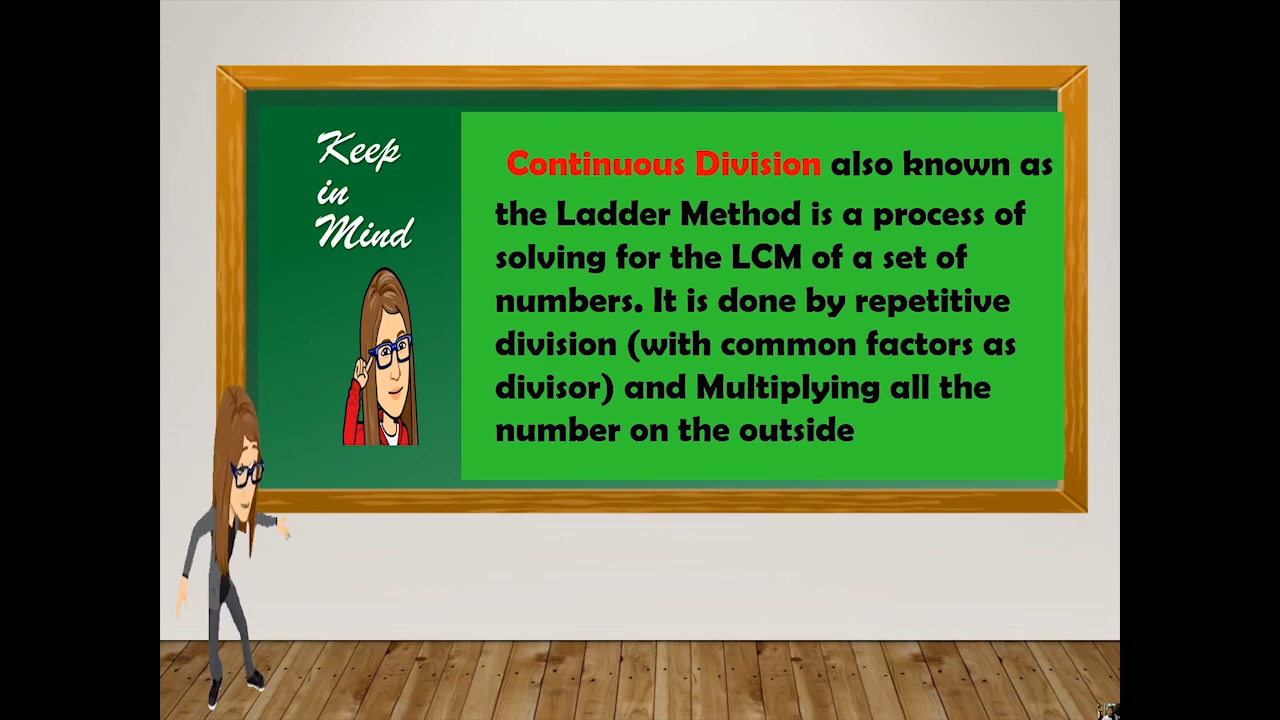 Keep
in
Mind
Continuous Division also known as
the Ladder Method is a process of
solving for the LCM of a set of
numbers. It is done by repetitive
division (with common factors as
divisor) and Multiplying all the
number on the outside